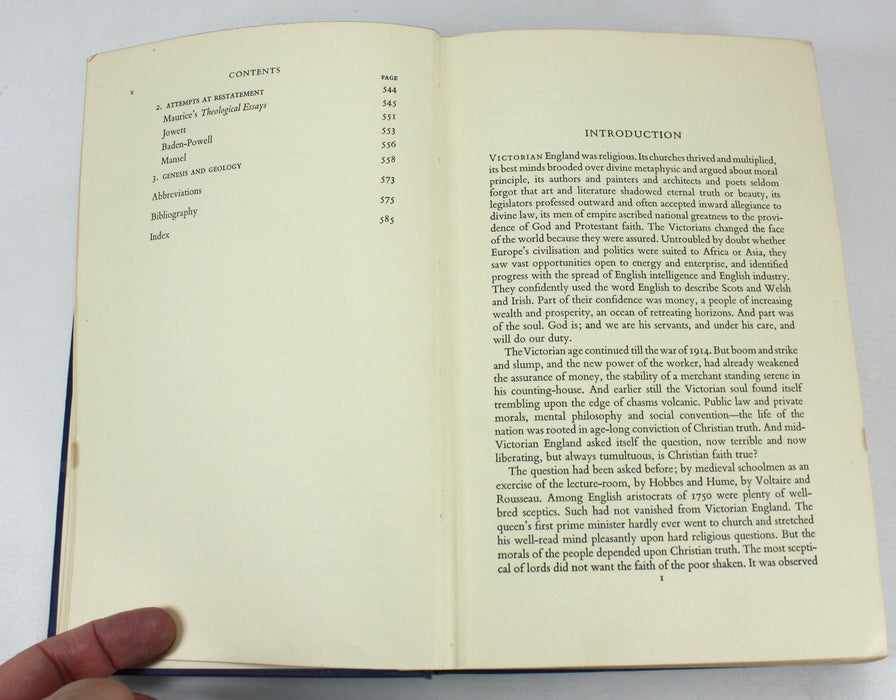 x
CONTENTS
PAGE
2. ATTEMPTS AT RESTATEMENT 544
Maurice's Theological Essays 545
Jowett 551
Baden-Powell 553
Mansel 556
3. GENESIS AND GEOLOGY 558
Abbreviations 573
Bibliography 575
Index 585
INTRODUCTION
VICTORIAN England was religious. Its churches thrived and multiplied,
its best minds brooded over divine metaphysic and argued about moral
principle, its authors and painters and architects and poets seldom
forgot that art and literature shadowed eternal truth or beauty, its
legislators professed outward and often accepted inward allegiance to
divine law, its men of empire ascribed national greatness to the provi-
dence of God and Protestant faith. The Victorians changed the face
of the world because they were assured. Untroubled by doubt whether
Europe's civilisation and politics were suited to Africa or Asia, they
saw vast opportunities open to energy and enterprise, and identified
progress with the spread of English intelligence and English industry.
They confidently used the word English to describe Scots and Welsh
and Irish. Part of their confidence was money, a people of increasing
wealth and prosperity, an ocean of retreating horizons. And part was
of the soul. God is; and we are his servants, and under his care, and
will do our duty.
The Victorian age continued till the war of 1914. But boom and strike
and slump, and the new power of the worker, had already weakened
the assurance of money, the stability of a merchant standing serene in
his counting-house. And earlier still the Victorian soul found itself
trembling upon the edge of chasms volcanic. Public law and private
morals, mental philosophy and social convention—the life of the
nation was rooted in age-long conviction of Christian truth. And mid-
Victorian England asked itself the question, now terrible and now
liberating, but always tumultuous, is Christian faith true?
The question had been asked before; by medieval schoolmen as an
exercise of the lecture-room, by Hobbes and Hume, by Voltaire and
Rousseau. Among English aristocrats of 1750 were plenty of well-
bred sceptics. Such had not vanished from Victorian England. The
queen's first prime minister hardly ever went to church and stretched
his well-read mind pleasantly upon hard religious questions. But the
morals of the people depended upon Christian truth. The most scepti-
cal of lords did not want the faith of the poor shaken. It was observed
1